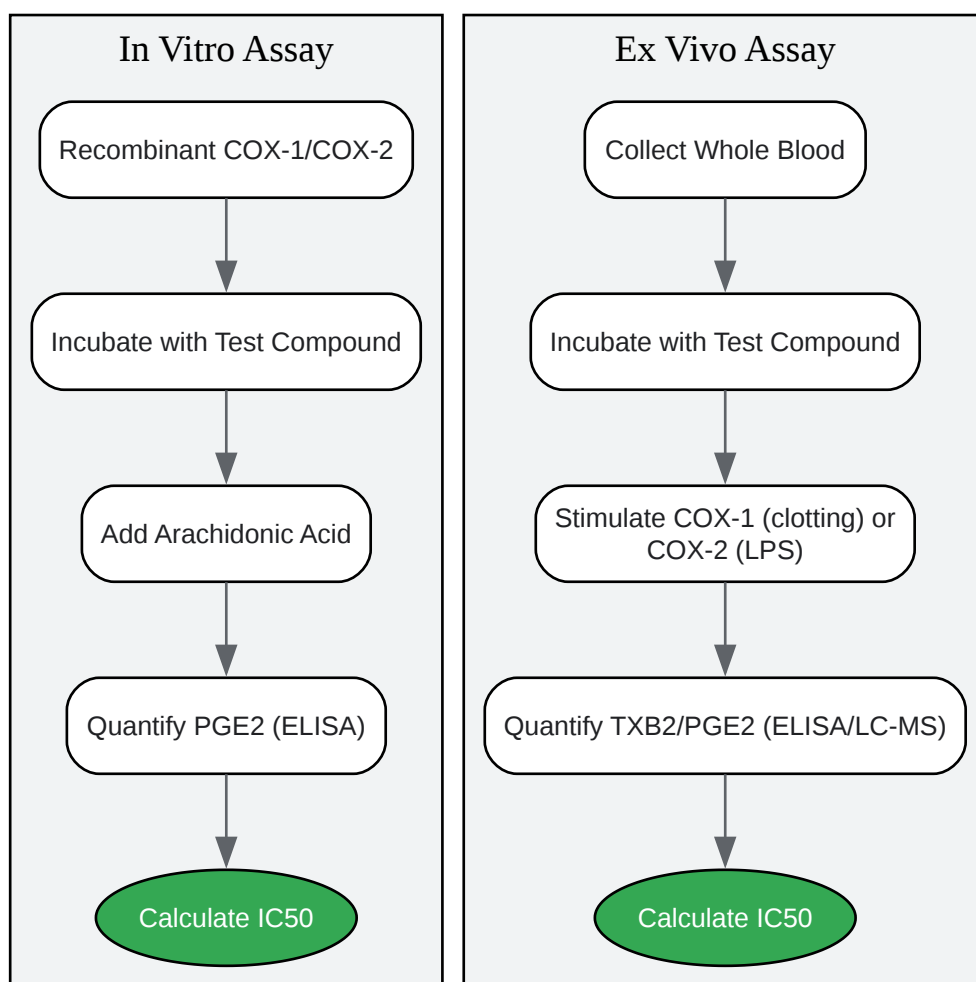 In Vitro Assay
Recombinant COX-1/COX-2
Incubate with Test Compound
Add Arachidonic Acid
Quantify PGE2 (ELISA)
Calculate IC50
Ex Vivo Assay
Collect Whole Blood
Incubate with Test Compound
Stimulate COX-1 (clotting) or
COX-2 (LPS)
Quantify TXB2/PGE2 (ELISA/LC-MS)
Calculate IC50